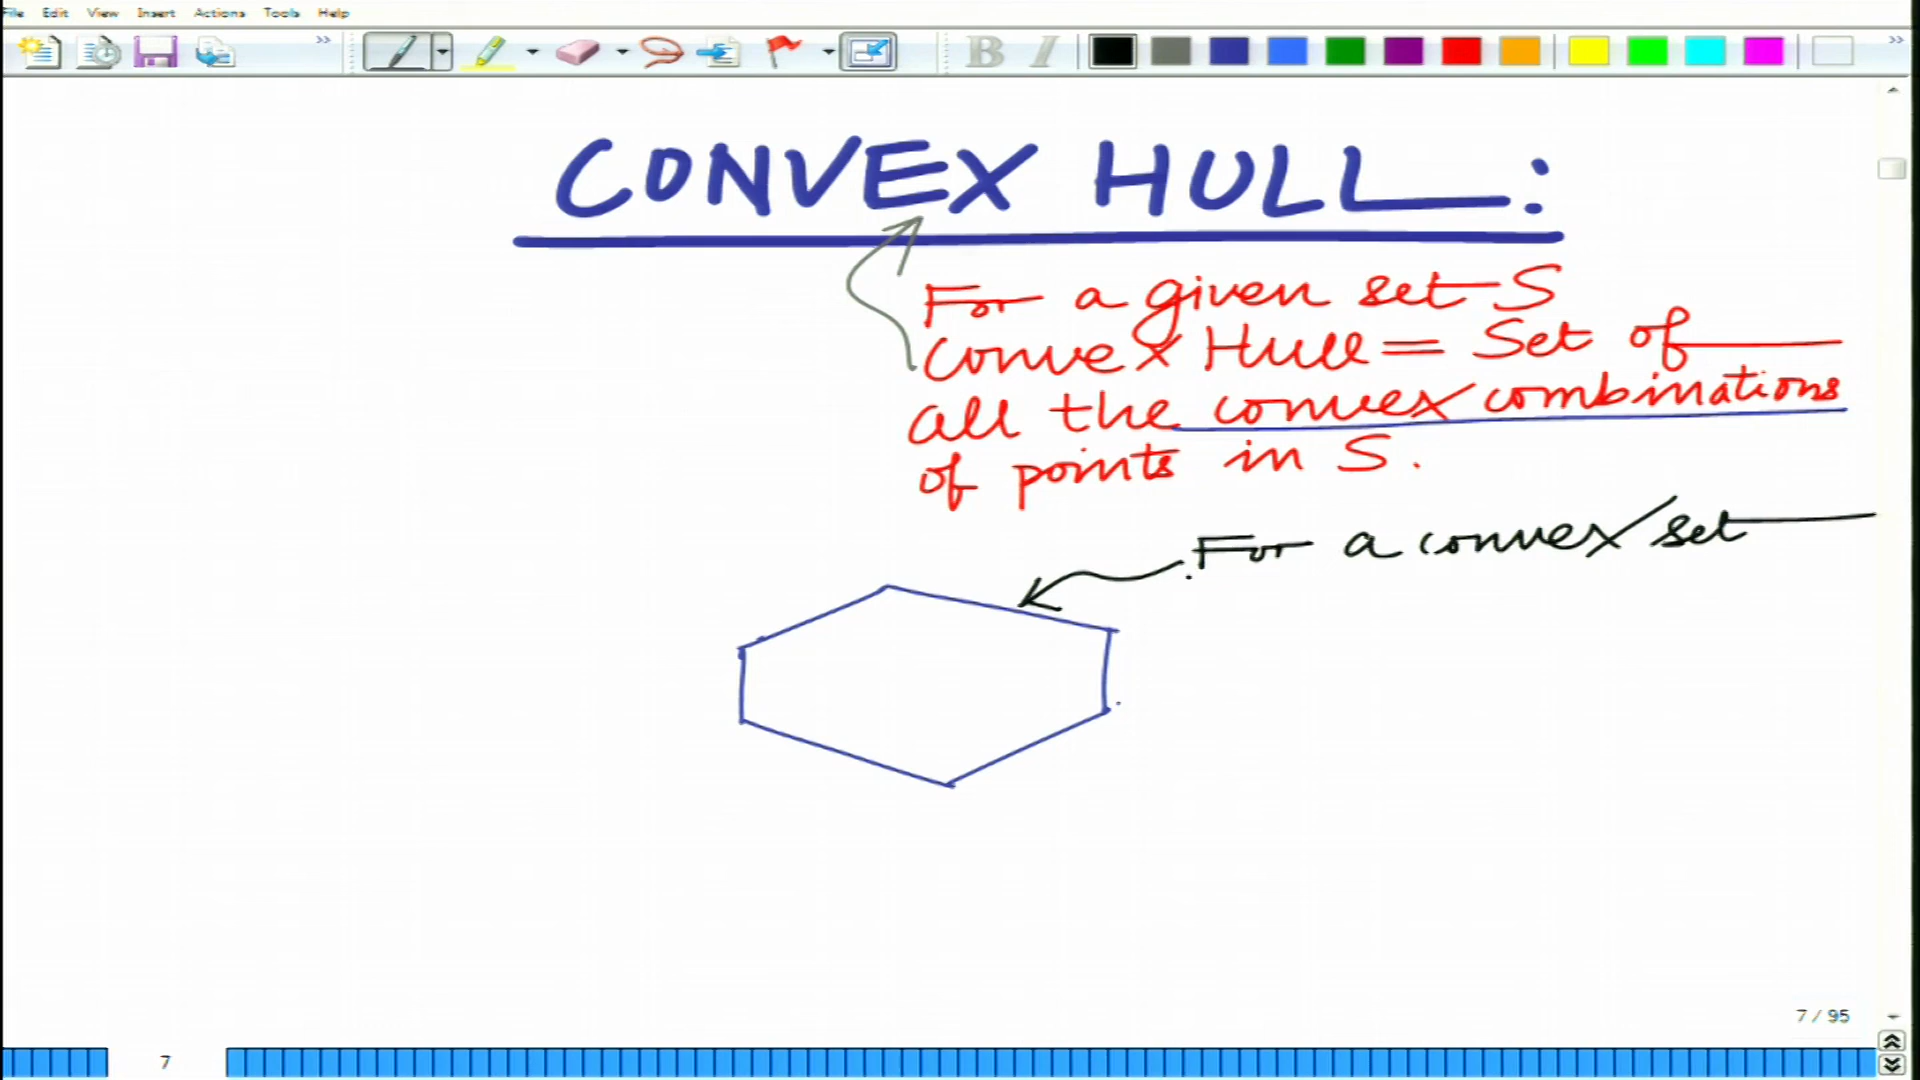 File Edit View Insert Actions Tools Help
B I
CONVEX HULL :
For a given set S
Convex Hull = Set of
all the convex combinations
of points in S.
For a convex set
7 / 95
7